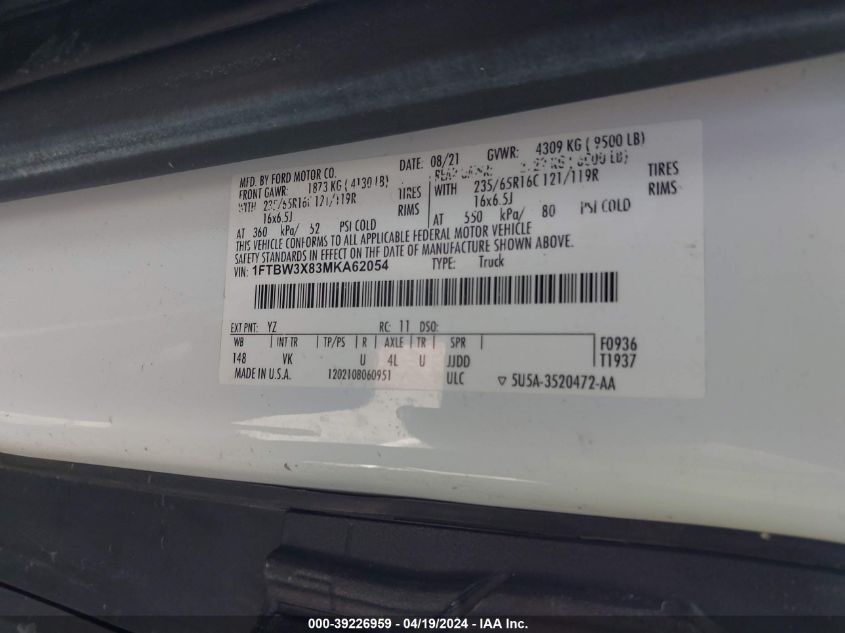 MFD. BY FORD MOTOR CO. DATE: 08/21 GVWR: 4309 KG ( 9500 LB)
FRONT GAWR: 1873 KG ( 4130 LB) REAR GAWR:
WITH 235/65R16C 121/119R TIRES WITH 235/65R16C 121/119R TIRES
16x6.5J RIMS 16x6.5J RIMS
AT 360 kPa/ 52 PSI COLD AT 550 kPa/ 80 PSI COLD
THIS VEHICLE CONFORMS TO ALL APPLICABLE FEDERAL MOTOR VEHICLE
SAFETY STANDARDS IN EFFECT ON THE DATE OF MANUFACTURE SHOWN ABOVE.
VIN: 1FTBW3X83MKA62054 TYPE: Truck
EXT PNT: YZ RC: 11 DSO:
WB INT TR TP/PS R AXLE TR SPR F0936
148 VK U 4L U JJDD T1937
MADE IN U.S.A. 1202108060951 ULC ▽ 5U5A-3520472-AA
000-39226959 - 04/19/2024 - IAA Inc.